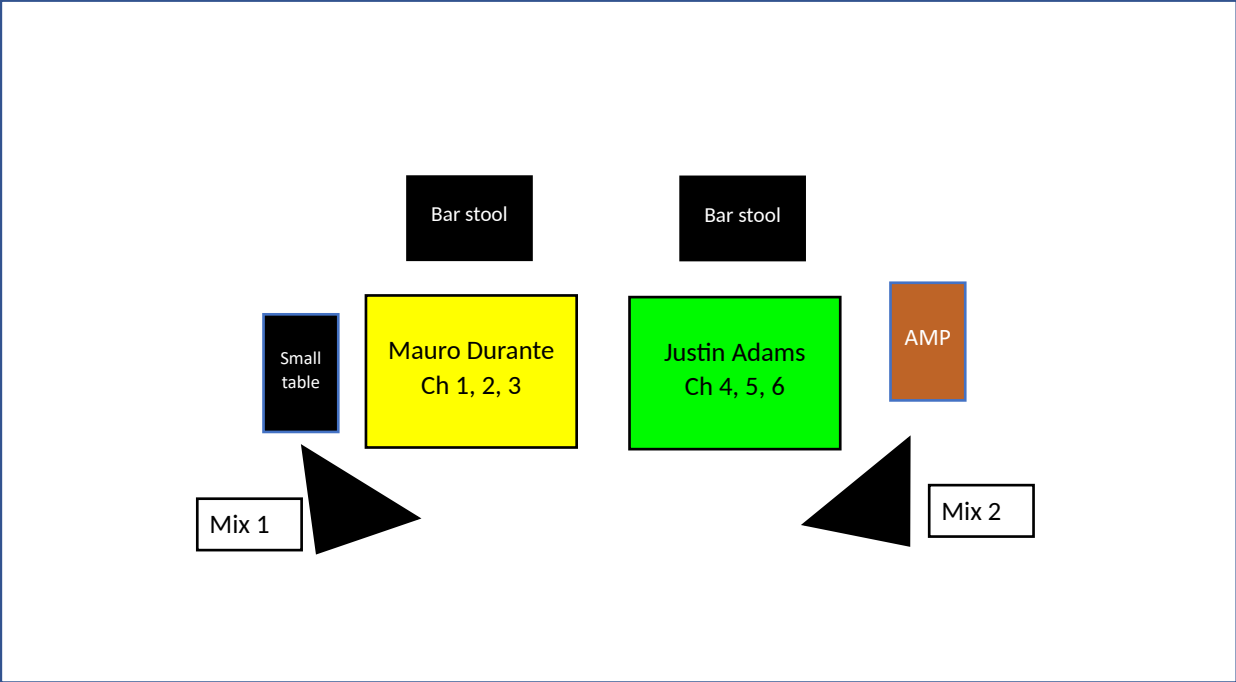 Bar stool
Bar stool
Small
table
Mauro Durante
Ch 1, 2, 3
Justin Adams
Ch 4, 5, 6
AMP
Mix 1
Mix 2